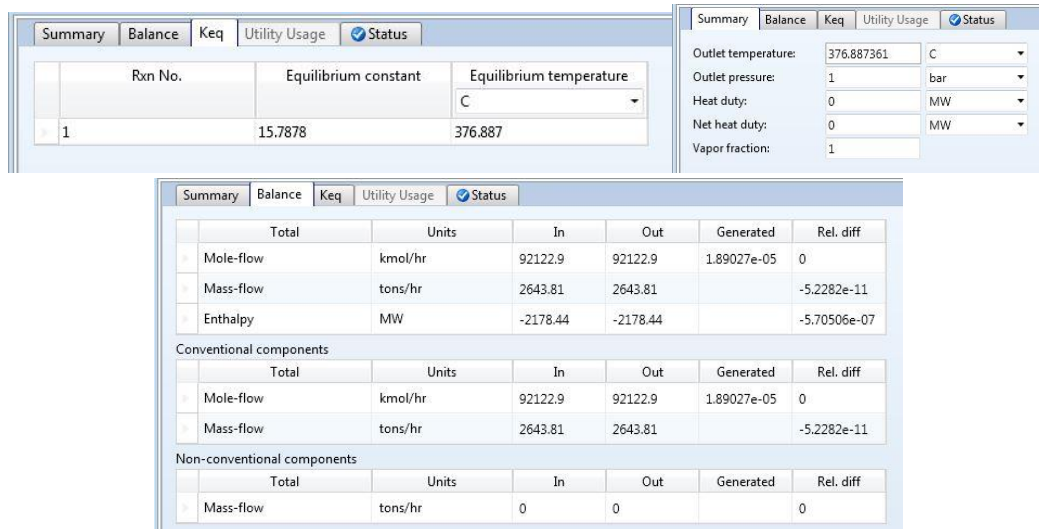 Summary Balance Keq Utility Usage Status
Rxn No. Equilibrium constant Equilibrium temperature
C
1 15.7878 376.887
Summary Balance Keq Utility Usage Status
Outlet temperature: 376.887361 C
Outlet pressure: 1 bar
Heat duty: 0 MW
Net heat duty: 0 MW
Vapor fraction: 1
Summary Balance Keq Utility Usage Status
Total Units In Out Generated Rel. diff
Mole-flow kmol/hr 92122.9 92122.9 1.89027e-05 0
Mass-flow tons/hr 2643.81 2643.81 -5.2282e-11
Enthalpy MW -2178.44 -2178.44 -5.70506e-07
Conventional components
Total Units In Out Generated Rel. diff
Mole-flow kmol/hr 92122.9 92122.9 1.89027e-05 0
Mass-flow tons/hr 2643.81 2643.81 -5.2282e-11
Non-conventional components
Total Units In Out Generated Rel. diff
Mass-flow tons/hr 0 0 0